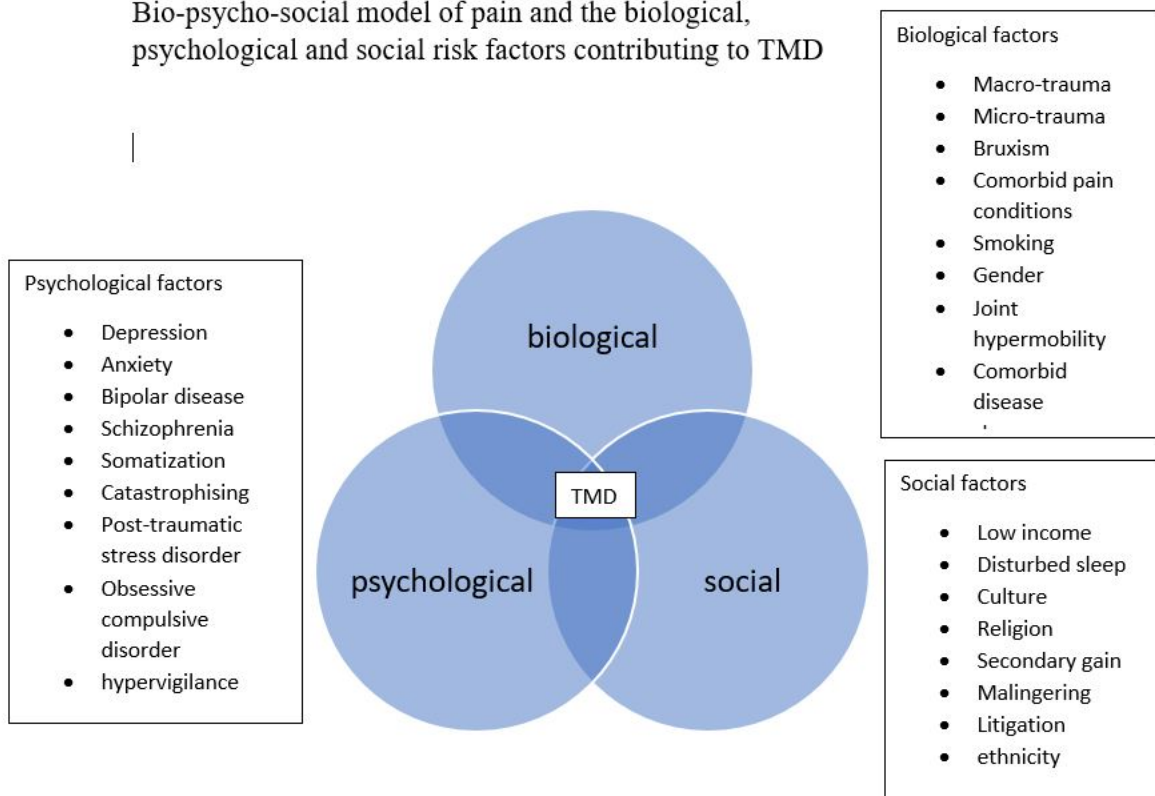 Bio-psycho-social model of pain and the biological,
psychological and social risk factors contributing to TMD
Biological factors
• Macro-trauma
• Micro-trauma
• Bruxism
• Comorbid pain
conditions
• Smoking
• Gender
• Joint
hypermobility
• Comorbid
disease
Psychological factors
• Depression
• Anxiety
• Bipolar disease
• Schizophrenia
• Somatization
• Catastrophising
• Post-traumatic
stress disorder
• Obsessive
compulsive
disorder
• hypervigilance
biological
TMD
psychological
social
Social factors
• Low income
• Disturbed sleep
• Culture
• Religion
• Secondary gain
• Malingering
• Litigation
• ethnicity